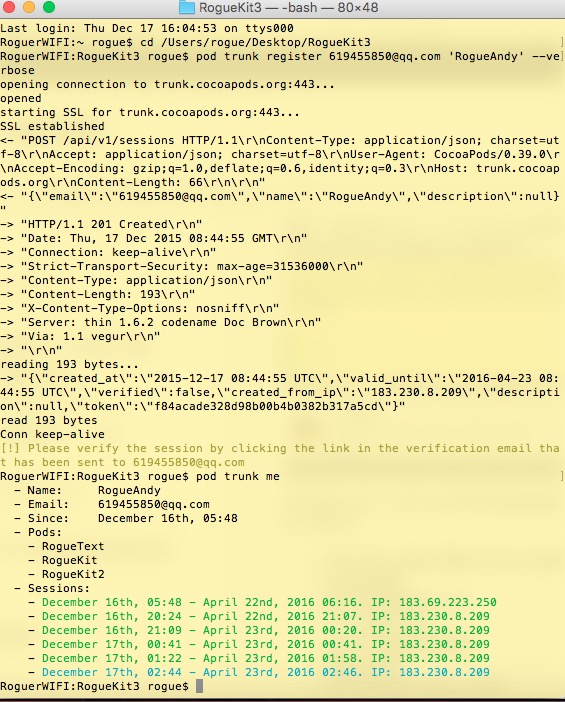 RogueKit3 — -bash — 80×48
Last login: Thu Dec 17 16:04:53 on ttys000
RoguerWIFI:~ rogue$ cd /Users/rogue/Desktop/RogueKit3
RoguerWIFI:RogueKit3 rogue$ pod trunk register 619455850@qq.com 'RogueAndy' --ve
rbose
opening connection to trunk.cocoapods.org:443...
opened
starting SSL for trunk.cocoapods.org:443...
SSL established
<- "POST /api/v1/sessions HTTP/1.1\r\nContent-Type: application/json; charset=ut
f-8\r\nAccept: application/json; charset=utf-8\r\nUser-Agent: CocoaPods/0.39.0\r
\nAccept-Encoding: gzip;q=1.0,deflate;q=0.6,identity;q=0.3\r\nHost: trunk.cocoap
ods.org\r\nContent-Length: 66\r\n\r\n"
<- "{\"email\":\"619455850@qq.com\",\"name\":\"RogueAndy\",\"description\":null}
"
-> "HTTP/1.1 201 Created\r\n"
-> "Date: Thu, 17 Dec 2015 08:44:55 GMT\r\n"
-> "Connection: keep-alive\r\n"
-> "Strict-Transport-Security: max-age=31536000\r\n"
-> "Content-Type: application/json\r\n"
-> "Content-Length: 193\r\n"
-> "X-Content-Type-Options: nosniff\r\n"
-> "Server: thin 1.6.2 codename Doc Brown\r\n"
-> "Via: 1.1 vegur\r\n"
-> "\r\n"
reading 193 bytes...
-> "{\"created_at\":\"2015-12-17 08:44:55 UTC\",\"valid_until\":\"2016-04-23 08:
44:55 UTC\",\"verified\":false,\"created_from_ip\":\"183.230.8.209\",\"descripti
on\":null,\"token\":\"f84acade328d98b00b4b0382b317a5cd\"}"
read 193 bytes
Conn keep-alive
[!] Please verify the session by clicking the link in the verification email tha
t has been sent to 619455850@qq.com
RoguerWIFI:RogueKit3 rogue$ pod trunk me
- Name: RogueAndy
- Email: 619455850@qq.com
- Since: December 16th, 05:48
- Pods:
- RogueText
- RogueKit
- RogueKit2
- Sessions:
- December 16th, 05:48 - April 22nd, 2016 06:16. IP: 183.69.223.250
- December 16th, 20:24 - April 22nd, 2016 21:07. IP: 183.230.8.209
- December 16th, 21:09 - April 23rd, 2016 00:20. IP: 183.230.8.209
- December 17th, 00:41 - April 23rd, 2016 00:41. IP: 183.230.8.209
- December 17th, 01:22 - April 23rd, 2016 01:58. IP: 183.230.8.209
- December 17th, 02:44 - April 23rd, 2016 02:46. IP: 183.230.8.209
RoguerWIFI:RogueKit3 rogue$